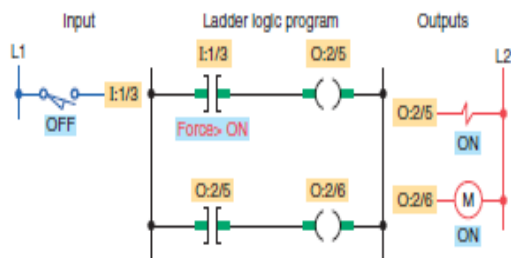 Input
Ladder logic program
Outputs
L1
L2
I:1/3
O:2/5
I:1/3
OFF
Force> ON
O:2/5
ON
O:2/5
O:2/6
O:2/6
M
ON